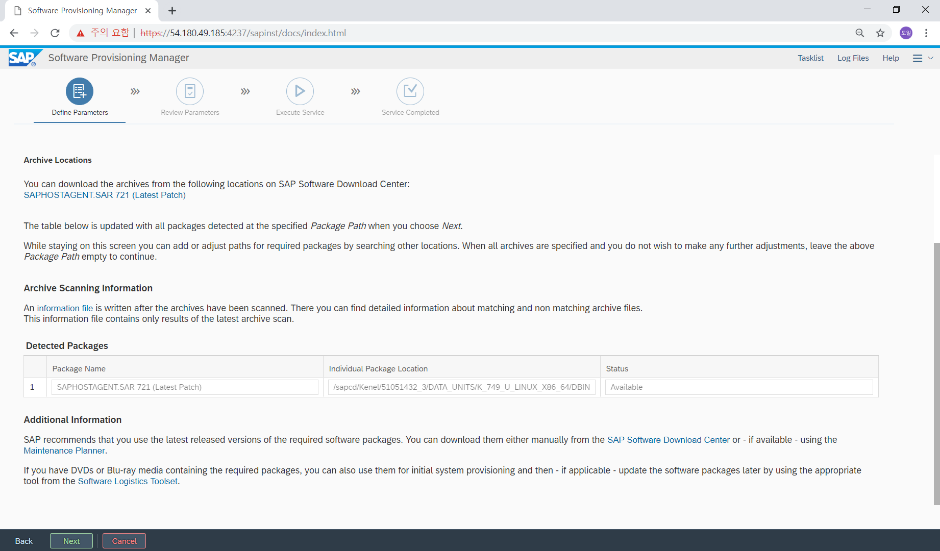 Software Provisioning Manager
주의 요함 | https://54.180.49.185:4237/sapinst/docs/index.html
SAP Software Provisioning Manager
Tasklist Log Files Help
Define Parameters Review Parameters Execute Service Service Completed
Archive Locations
You can download the archives from the following locations on SAP Software Download Center:
SAPHOSTAGENT.SAR 721 (Latest Patch)
The table below is updated with all packages detected at the specified Package Path when you choose Next.
While staying on this screen you can add or adjust paths for required packages by searching other locations. When all archives are specified and you do not wish to make any further adjustments, leave the above
Package Path empty to continue.
Archive Scanning Information
An information file is written after the archives have been scanned. There you can find detailed information about matching and non matching archive files.
This information file contains only results of the latest archive scan.
Detected Packages
Package Name Individual Package Location Status
1 SAPHOSTAGENT.SAR 721 (Latest Patch) /sapcd/Kenel/51051432_3/DATA_UNITS/K_749_U_LINUX_X86_64/DBIN Available
Additional Information
SAP recommends that you use the latest released versions of the required software packages. You can download them either manually from the SAP Software Download Center or - if available - using the
Maintenance Planner.
If you have DVDs or Blu-ray media containing the required packages, you can also use them for initial system provisioning and then - if applicable - update the software packages later by using the appropriate
tool from the Software Logistics Toolset.
Back Next Cancel